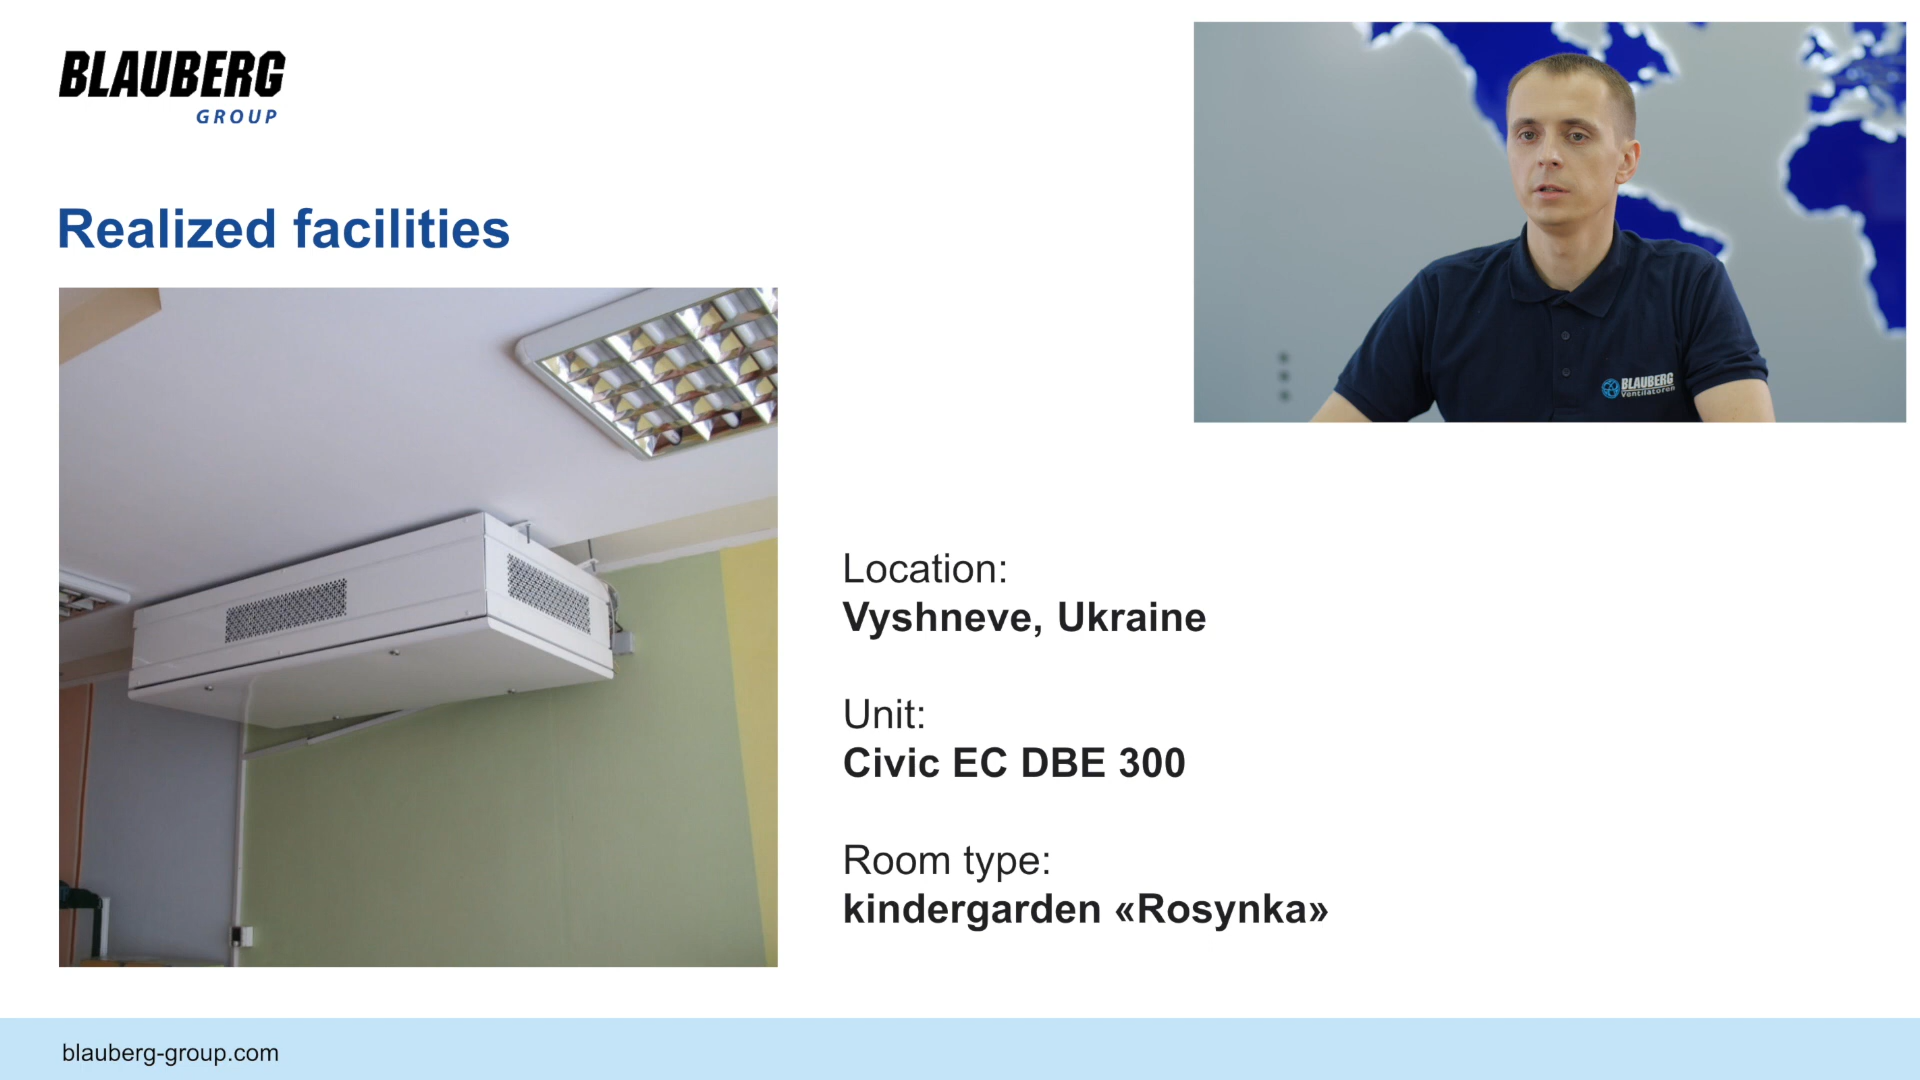 BLAUBERG
GROUP
Realized facilities
BLAUBERG
Ventilatoren
Location:
Vyshneve, Ukraine
Unit:
Civic EC DBE 300
Room type:
kindergarden «Rosynka»
blauberg-group.com